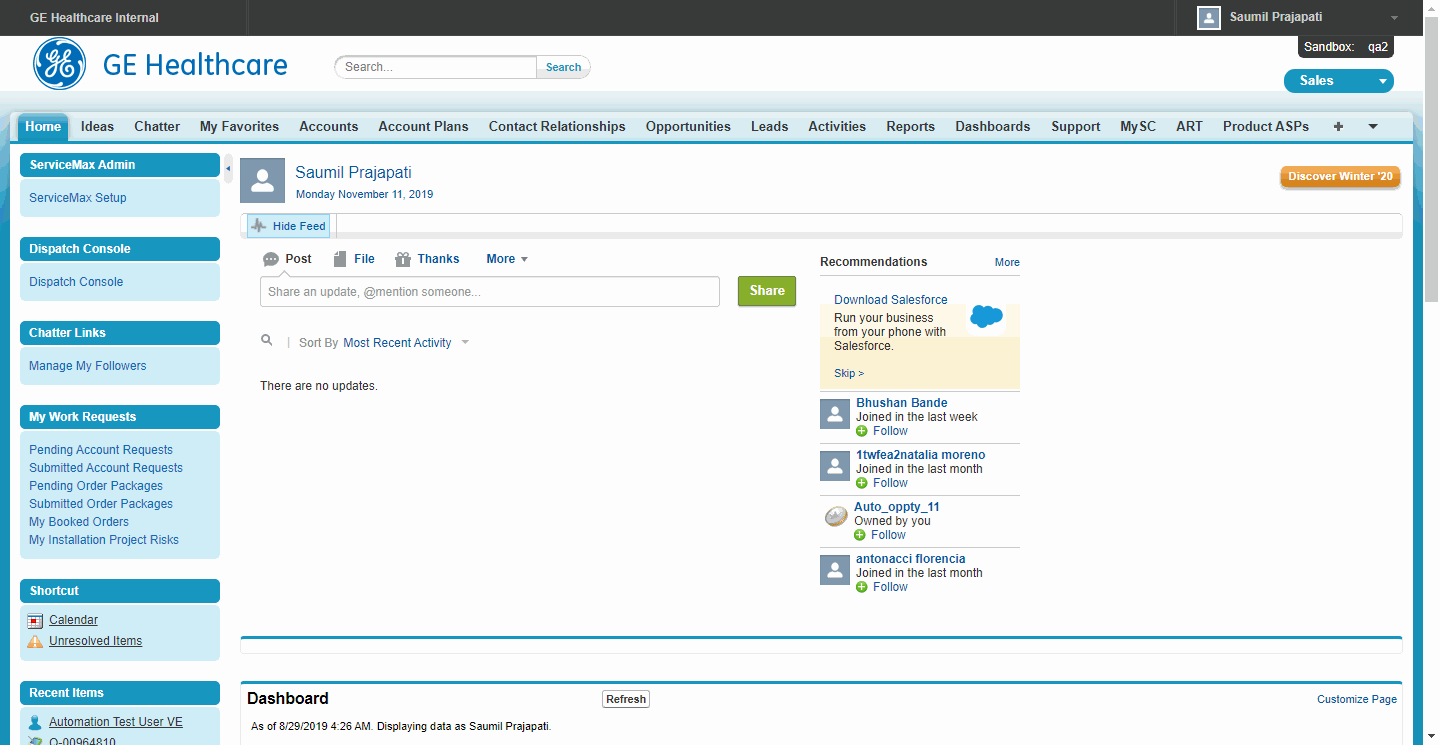 GE Healthcare Internal
Saumil Prajapati
Sandbox: qa2
GE Healthcare
Search...
Search
Sales
Home Ideas Chatter My Favorites Accounts Account Plans Contact Relationships Opportunities Leads Activities Reports Dashboards Support MySC ART Product ASPs +
ServiceMax Admin
ServiceMax Setup
Dispatch Console
Dispatch Console
Chatter Links
Manage My Followers
My Work Requests
Pending Account Requests
Submitted Account Requests
Pending Order Packages
Submitted Order Packages
My Booked Orders
My Installation Project Risks
Shortcut
Calendar
Unresolved Items
Recent Items
Automation Test User VE
Q-00964810
Saumil Prajapati
Monday November 11, 2019
Discover Winter '20
Hide Feed
Post File Thanks More
Share an update, @mention someone...
Share
Sort By Most Recent Activity
There are no updates.
Recommendations More
Download Salesforce
Run your business
from your phone with
Salesforce.
Skip >
Bhushan Bande
Joined in the last week
Follow
1twfea2natalia moreno
Joined in the last month
Follow
Auto_oppty_11
Owned by you
Follow
antonacci florencia
Joined in the last month
Follow
Dashboard
Refresh
Customize Page
As of 8/29/2019 4:26 AM. Displaying data as Saumil Prajapati.